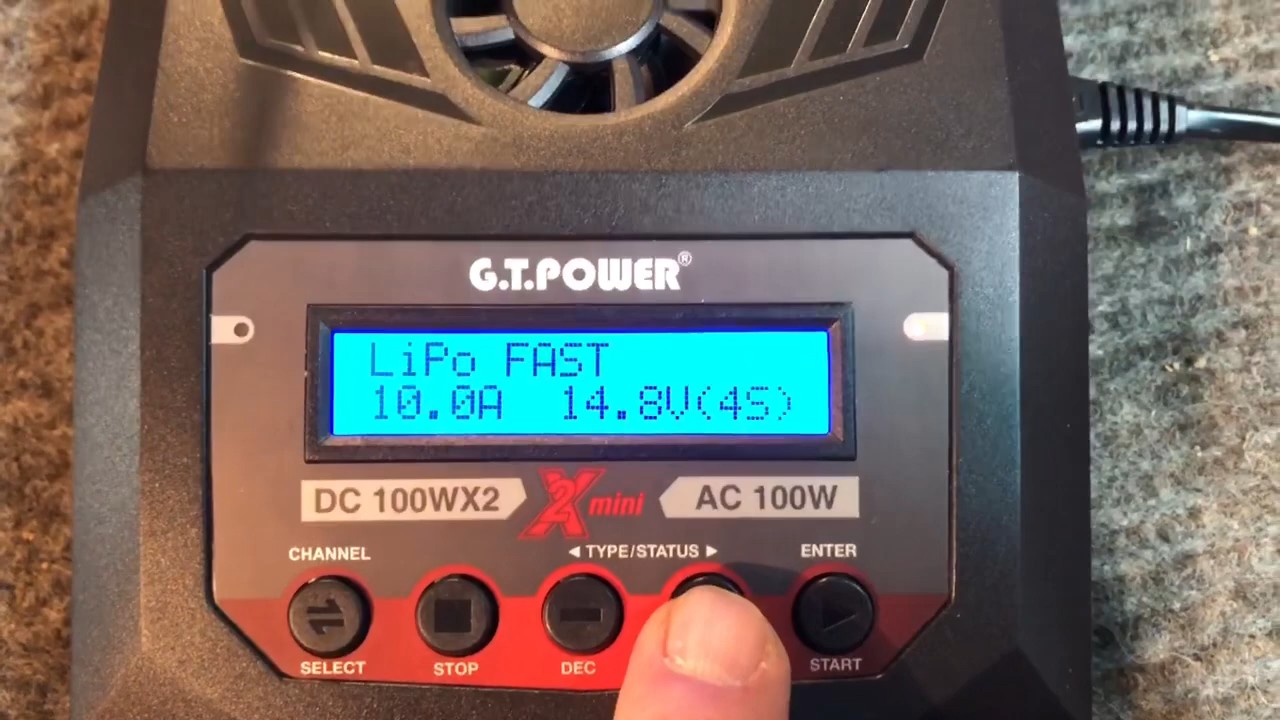 G.T.POWER®
LiPo FAST
10.0A 14.8V(4S)
DC 100WX2
X2 mini
AC 100W
CHANNEL
◀ TYPE/STATUS ▶
ENTER
SELECT
STOP
DEC
START